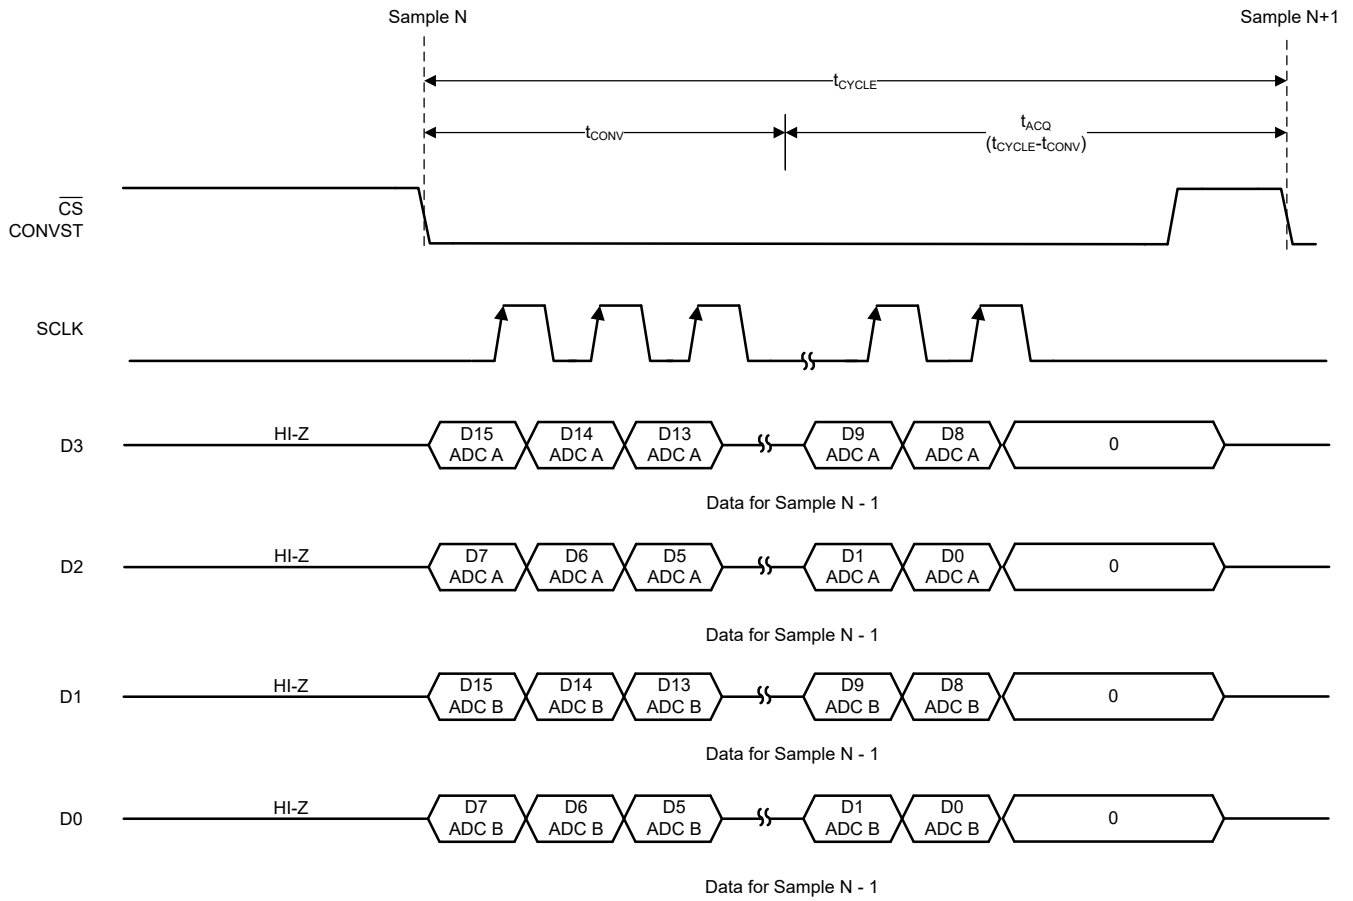 Sample N
Sample N+1
tCYCLE
tCONV
tACQ
(tCYCLE-tCONV)
CS
CONVST
SCLK
D3
HI-Z
D15
ADC A
D14
ADC A
D13
ADC A
D9
ADC A
D8
ADC A
0
Data for Sample N - 1
D2
HI-Z
D7
ADC A
D6
ADC A
D5
ADC A
D1
ADC A
D0
ADC A
0
Data for Sample N - 1
D1
HI-Z
D15
ADC B
D14
ADC B
D13
ADC B
D9
ADC B
D8
ADC B
0
Data for Sample N - 1
D0
HI-Z
D7
ADC B
D6
ADC B
D5
ADC B
D1
ADC B
D0
ADC B
0
Data for Sample N - 1